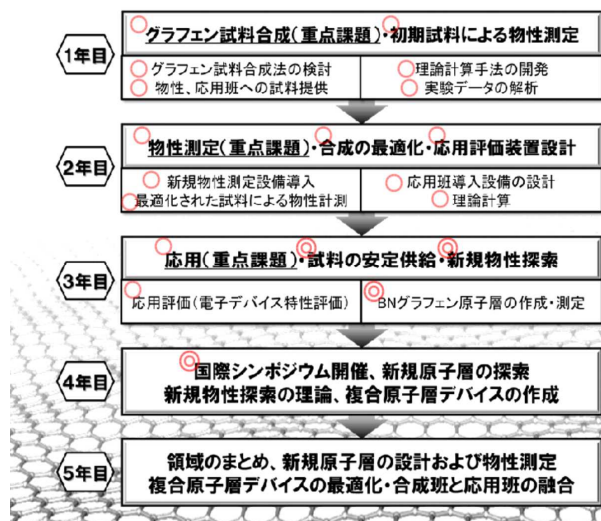 1年目
グラフェン試料合成(重点課題)・初期試料による物性測定
グラフェン試料合成法の検討
物性、応用班への試料提供
理論計算手法の開発
実験データの解析
2年目
物性測定(重点課題)・合成の最適化・応用評価装置設計
新規物性測定設備導入
最適化された試料による物性計測
応用班導入設備の設計
理論計算
3年目
応用(重点課題)・試料の安定供給・新規物性探索
応用評価(電子デバイス特性評価)
BNグラフェン原子層の作成・測定
4年目
国際シンポジウム開催、新規原子層の探索
新規物性探索の理論、複合原子層デバイスの作成
5年目
領域のまとめ、新規原子層の設計および物性測定
複合原子層デバイスの最適化・合成班と応用班の融合